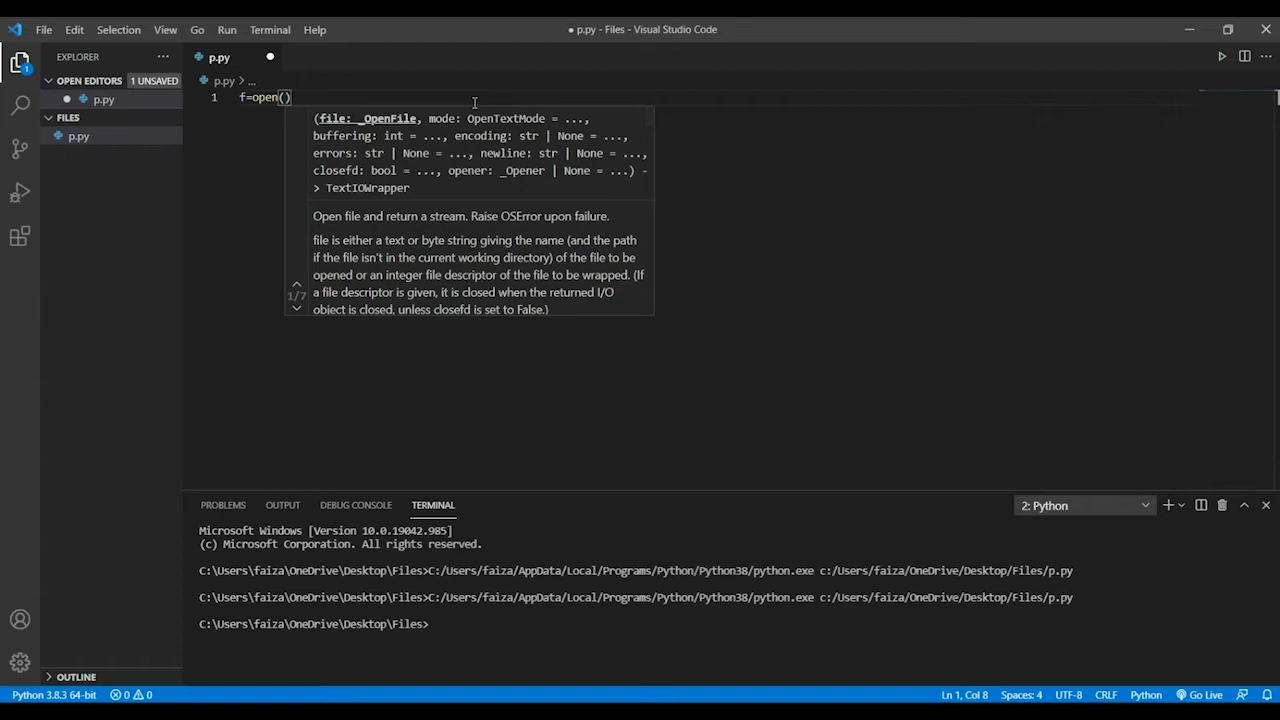 File Edit Selection View Go Run Terminal Help ● p.py - Files - Visual Studio Code
EXPLORER ... p.py
OPEN EDITORS 1 UNSAVED p.py > ...
p.py 1 f=open()
FILES
p.py
(file: _OpenFile, mode: OpenTextMode = ...,
buffering: int = ..., encoding: str | None = ...,
errors: str | None = ..., newline: str | None = ...,
closefd: bool = ..., opener: _Opener | None = ...) -
> TextIOWrapper
Open file and return a stream. Raise OSError upon failure.
file is either a text or byte string giving the name (and the path
if the file isn't in the current working directory) of the file to be
opened or an integer file descriptor of the file to be wrapped. (If
a file descriptor is given, it is closed when the returned I/O
1/7
object is closed, unless closefd is set to False.)
PROBLEMS OUTPUT DEBUG CONSOLE TERMINAL 2: Python
Microsoft Windows [Version 10.0.19042.985]
(c) Microsoft Corporation. All rights reserved.
C:\Users\faiza\OneDrive\Desktop\Files>C:/Users/faiza/AppData/Local/Programs/Python/Python38/python.exe c:/Users/faiza/OneDrive/Desktop/Files/p.py
C:\Users\faiza\OneDrive\Desktop\Files>C:/Users/faiza/AppData/Local/Programs/Python/Python38/python.exe c:/Users/faiza/OneDrive/Desktop/Files/p.py
C:\Users\faiza\OneDrive\Desktop\Files>
OUTLINE
Python 3.8.3 64-bit 0 0 Ln 1, Col 8 Spaces: 4 UTF-8 CRLF Python Go Live
1